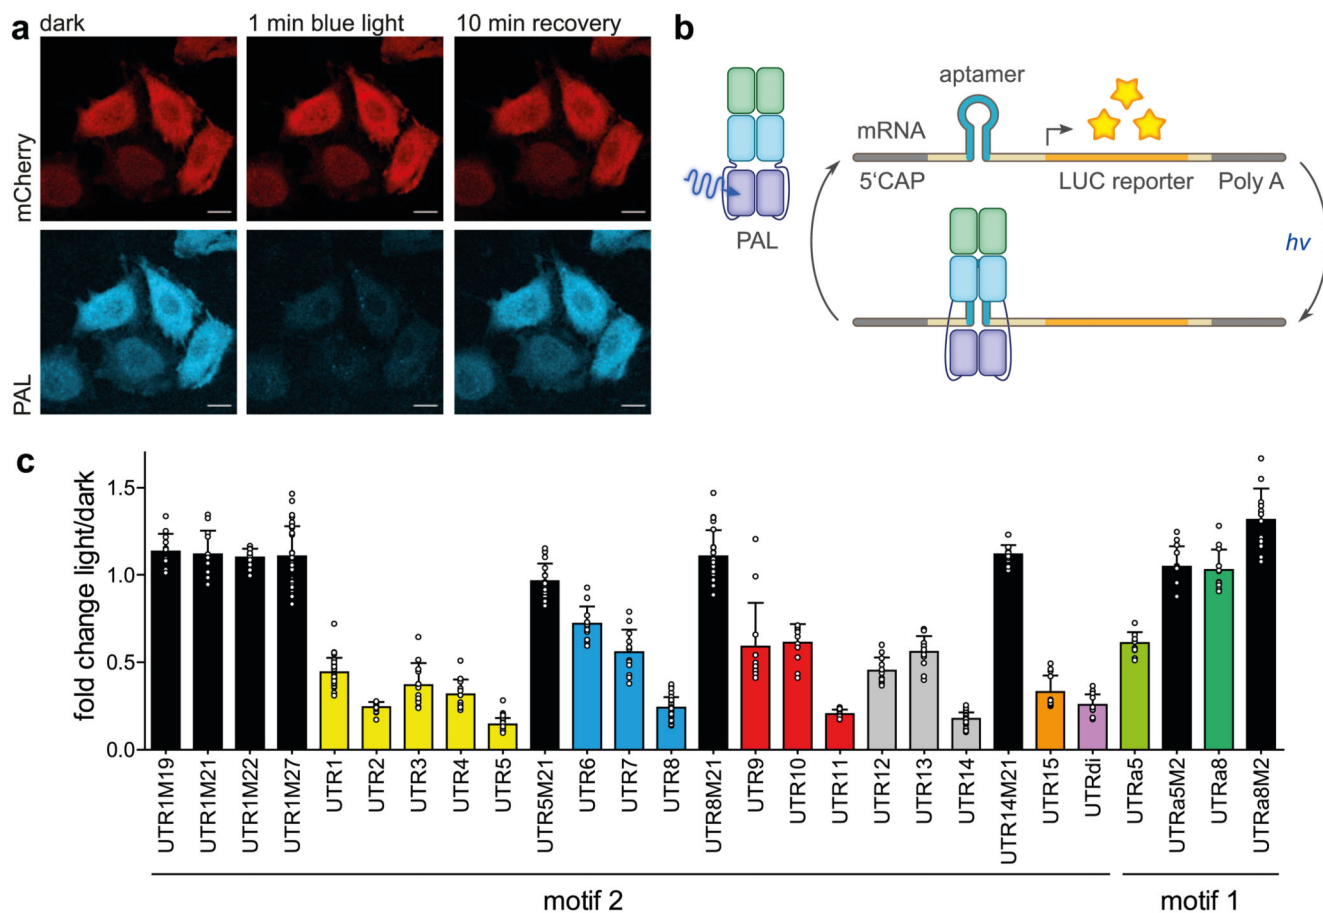 a
dark
1 min blue light
10 min recovery
mCherry
PAL
b
aptamer
mRNA
5‘CAP
LUC reporter
Poly A
PAL
hν
c
fold change light/dark
1.5
1.0
0.5
0.0
UTR1M19
UTR1M21
UTR1M22
UTR1M27
UTR1
UTR2
UTR3
UTR4
UTR5
UTR5M21
UTR6
UTR7
UTR8
UTR8M21
UTR9
UTR10
UTR11
UTR12
UTR13
UTR14
UTR14M21
UTR15
UTRdi
UTRa5
UTRa5M2
UTRa8
UTRa8M2
motif 2
motif 1